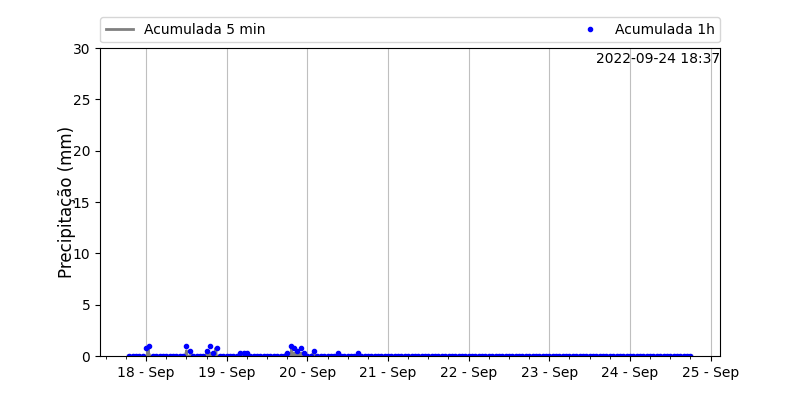 Acumulada 5 min
Acumulada 1h
2022-09-24 18:37
Precipitação (mm)
30
25
20
15
10
5
0
18 - Sep
19 - Sep
20 - Sep
21 - Sep
22 - Sep
23 - Sep
24 - Sep
25 - Sep